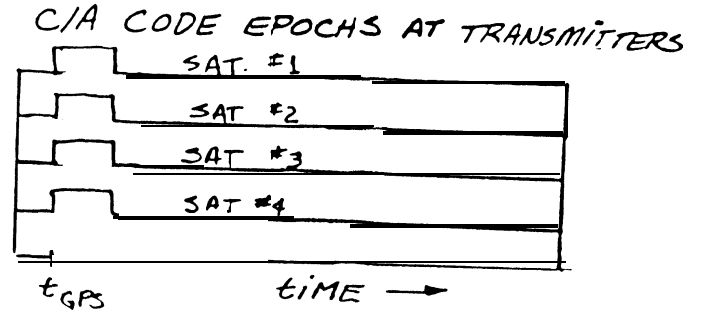 C/A CODE EPOCHS AT TRANSMITTERS
SAT. #1
SAT #2
SAT #3
SAT #4
tGPS
tiME